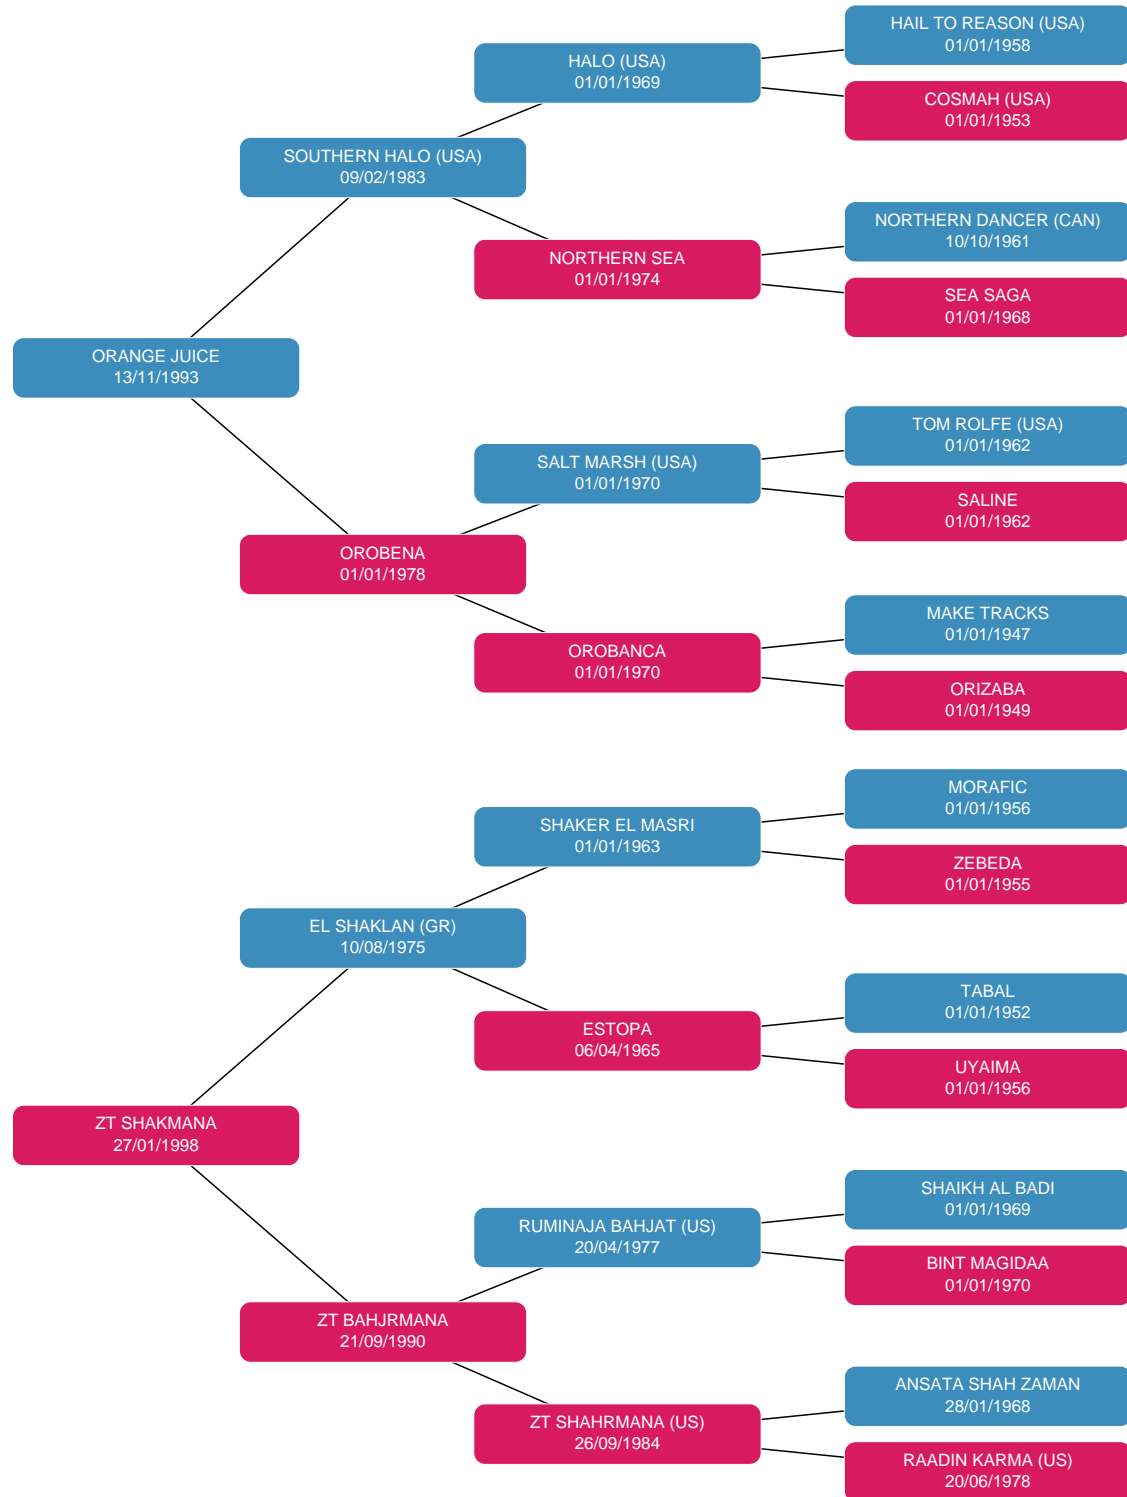 HAIL TO REASON (USA)
01/01/1958
HALO (USA)
01/01/1969
COSMAH (USA)
01/01/1953
SOUTHERN HALO (USA)
09/02/1983
NORTHERN DANCER (CAN)
10/10/1961
NORTHERN SEA
01/01/1974
SEA SAGA
01/01/1968
ORANGE JUICE
13/11/1993
TOM ROLFE (USA)
01/01/1962
SALT MARSH (USA)
01/01/1970
SALINE
01/01/1962
OROBENA
01/01/1978
MAKE TRACKS
01/01/1947
OROBANCA
01/01/1970
ORIZABA
01/01/1949
MORAFIC
01/01/1956
SHAKER EL MASRI
01/01/1963
ZEBEDA
01/01/1955
EL SHAKLAN (GR)
10/08/1975
TABAL
01/01/1952
ESTOPA
06/04/1965
UYAIMA
01/01/1956
ZT SHAKMANA
27/01/1998
SHAIKH AL BADI
01/01/1969
RUMINAJA BAHJAT (US)
20/04/1977
BINT MAGIDAA
01/01/1970
ZT BAHJRMANA
21/09/1990
ANSATA SHAH ZAMAN
28/01/1968
ZT SHAHRMANA (US)
26/09/1984
RAADIN KARMA (US)
20/06/1978